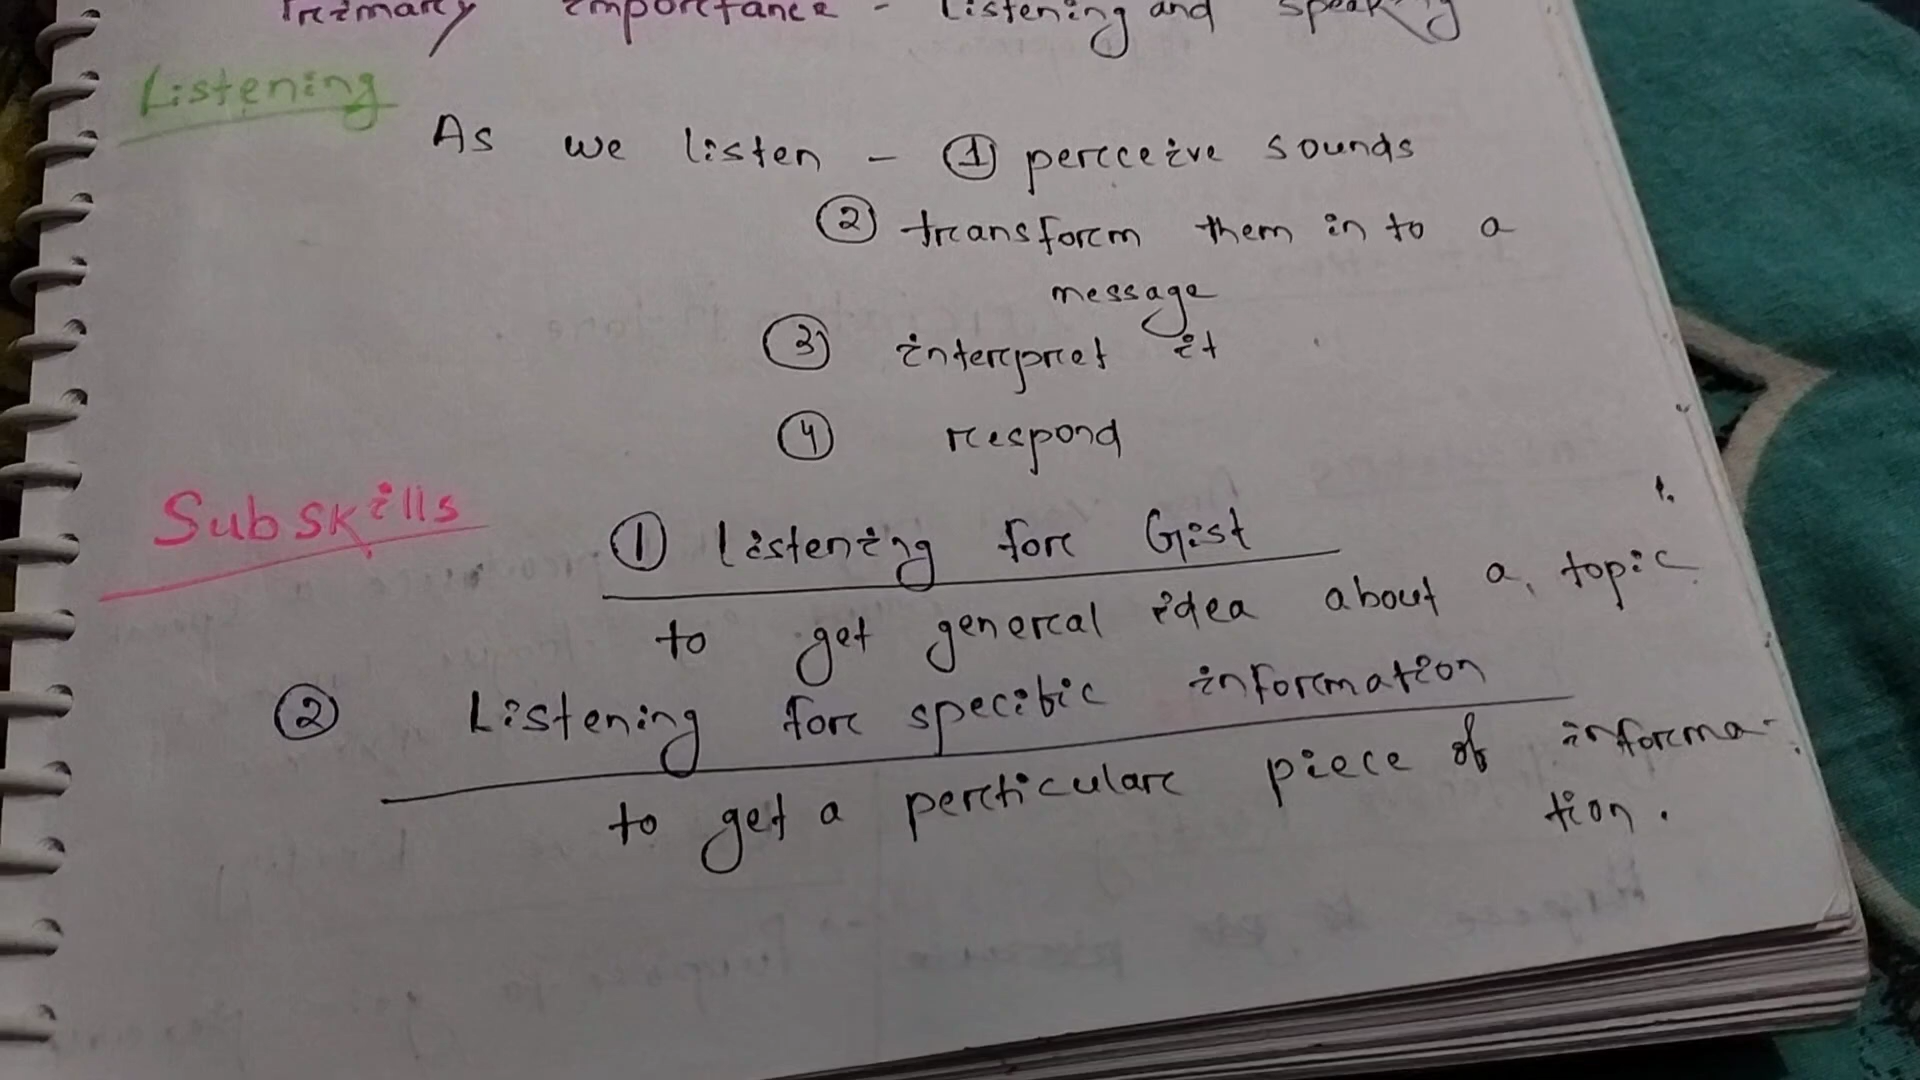 Primary importance - Listening and speaking
Listening
As we listen - ① perceive sounds
② transform them in to a
message
③ interpret it
④ respond
Subskills
① Listening for Gist
to get general idea about a topic
② Listening for specific information
to get a perticular piece of informa-
tion.